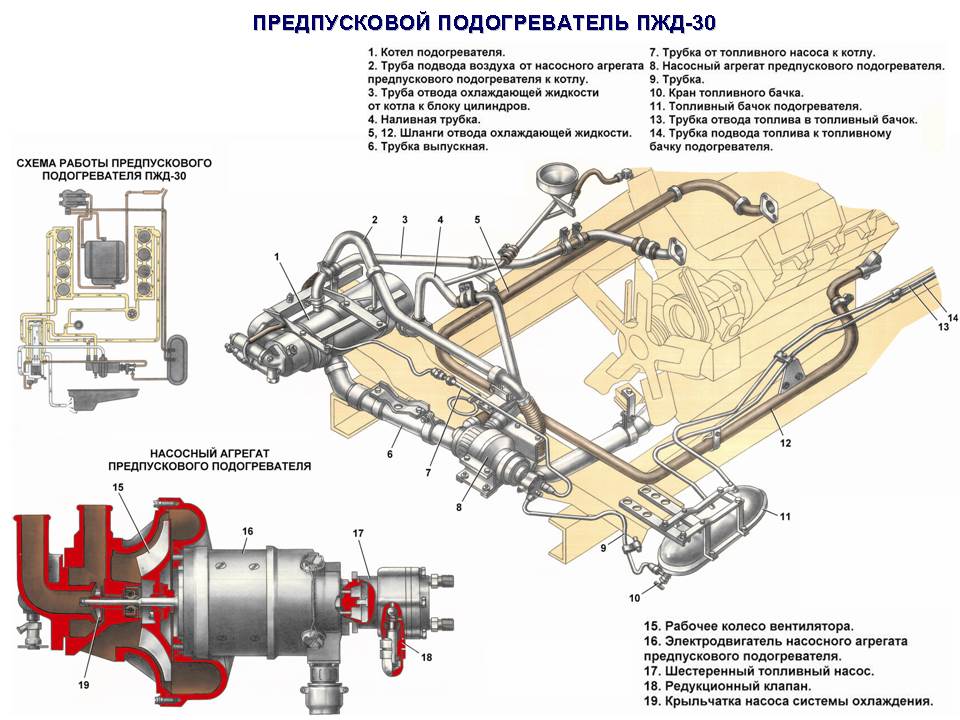 ПРЕДПУСКОВОЙ ПОДОГРЕВАТЕЛЬ ПЖД-30
1. Котел подогревателя.
2. Труба подвода воздуха от насосного агрегата
предпускового подогревателя к котлу.
3. Труба отвода охлаждающей жидкости
от котла к блоку цилиндров.
4. Наливная трубка.
5, 12. Шланги отвода охлаждающей жидкости.
6. Трубка выпускная.
7. Трубка от топливного насоса к котлу.
8. Насосный агрегат предпускового подогревателя.
9. Трубка.
10. Кран топливного бачка.
11. Топливный бачок подогревателя.
13. Трубка отвода топлива в топливный бачок.
14. Трубка подвода топлива к топливному
бачку подогревателя.
СХЕМА РАБОТЫ ПРЕДПУСКОВОГО
ПОДОГРЕВАТЕЛЯ ПЖД-30
1
2
3
4
5
14
13
12
6
7
8
9
10
11
НАСОСНЫЙ АГРЕГАТ
ПРЕДПУСКОВОГО ПОДОГРЕВАТЕЛЯ
15
16
17
18
19
15. Рабочее колесо вентилятора.
16. Электродвигатель насосного агрегата
предпускового подогревателя.
17. Шестеренный топливный насос.
18. Редукционный клапан.
19. Крыльчатка насоса системы охлаждения.